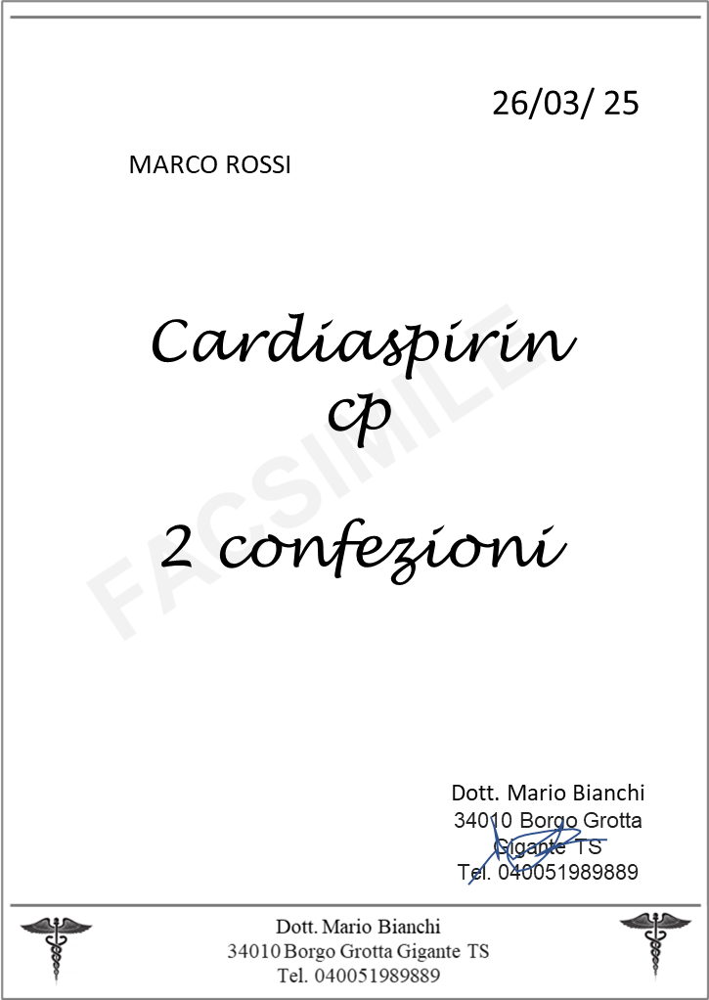 26/03/ 25
MARCO ROSSI
Cardiaspirin
cp
2 confezioni
FACSIMILE
Dott. Mario Bianchi
34010 Borgo Grotta
Gigante TS
Tel. 040051989889
Dott. Mario Bianchi
34010 Borgo Grotta Gigante TS
Tel. 040051989889